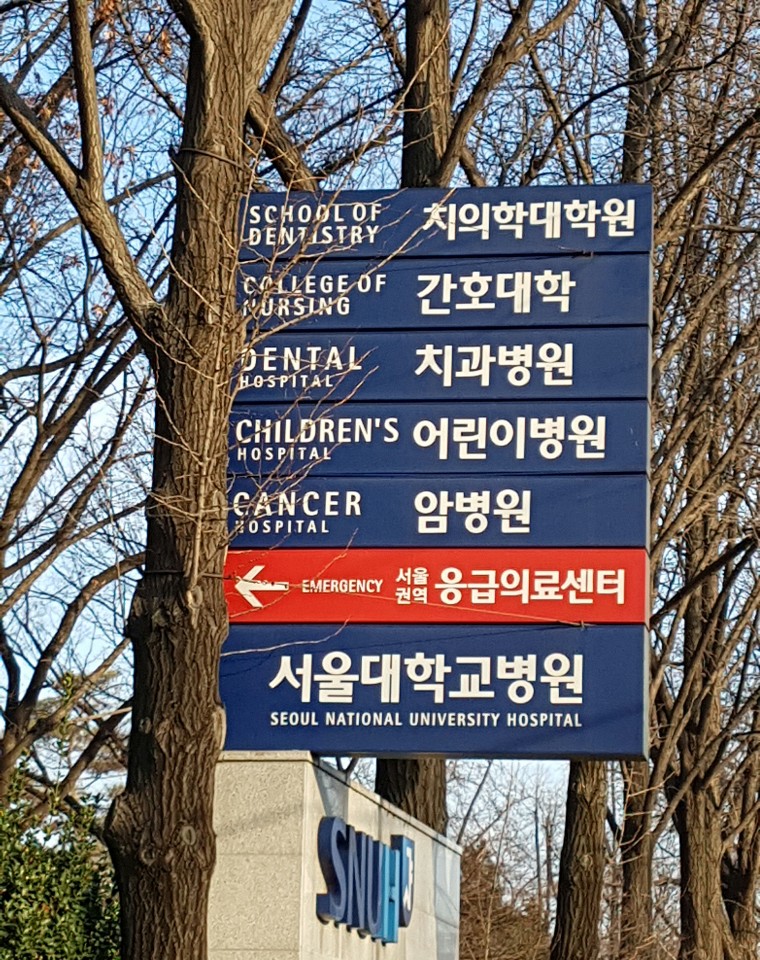 SCHOOL OF
DENTISTRY
치의학대학원
COLLEGE OF
NURSING
간호대학
DENTAL
HOSPITAL
치과병원
CHILDREN'S
HOSPITAL
어린이병원
CANCER
HOSPITAL
암병원
EMERGENCY
서울
권역
응급의료센터
서울대학교병원
SEOUL NATIONAL UNIVERSITY HOSPITAL
SNUH